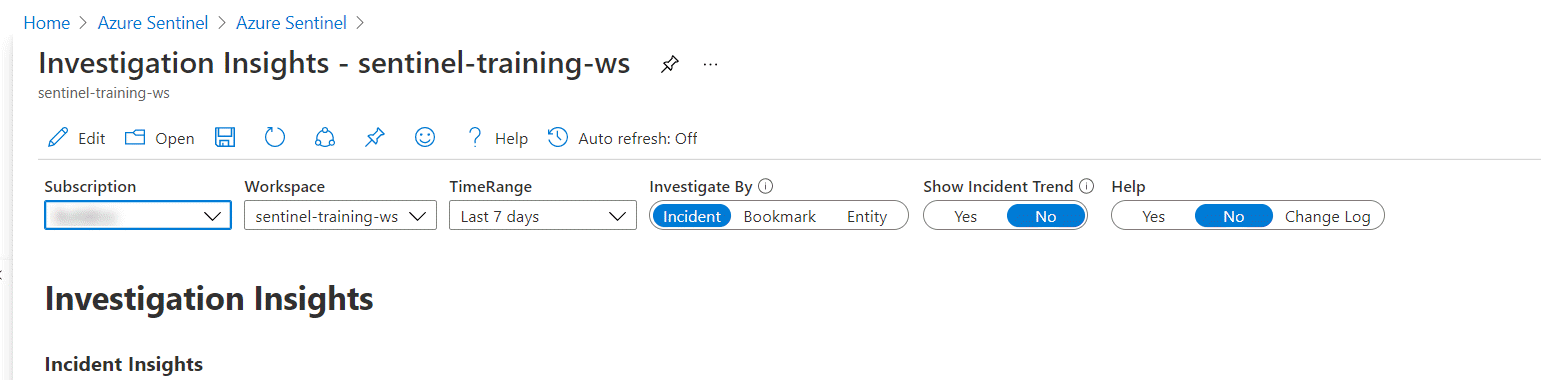 Home > Azure Sentinel > Azure Sentinel >
Investigation Insights - sentinel-training-ws ...
sentinel-training-ws
Edit Open Help Auto refresh: Off
Subscription Workspace TimeRange Investigate By Show Incident Trend Help
sentinel-training-ws Last 7 days Incident Bookmark Entity Yes No Yes No Change Log
Investigation Insights
Incident Insights